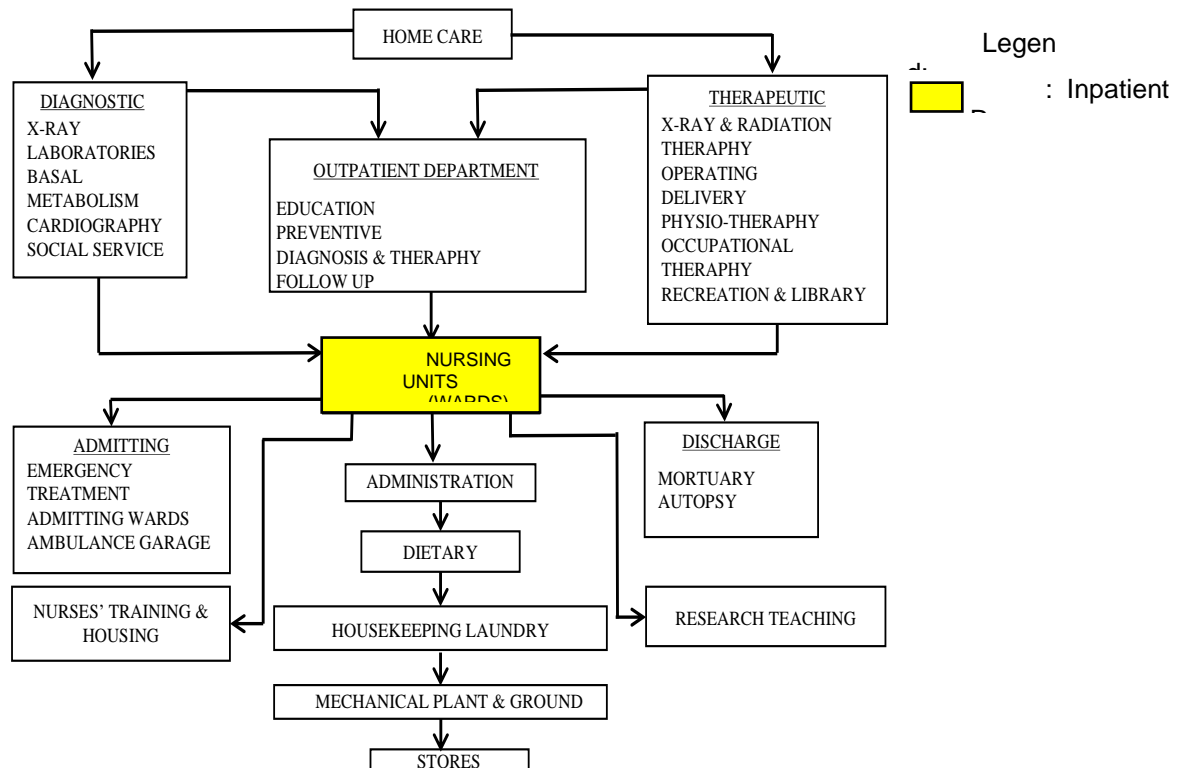 HOME CARE
Legen
: Inpatient
DIAGNOSTIC
X-RAY
LABORATORIES
BASAL
METABOLISM
CARDIOGRAPHY
SOCIAL SERVICE
OUTPATIENT DEPARTMENT
EDUCATION
PREVENTIVE
DIAGNOSIS & THERAPHY
FOLLOW UP
THERAPEUTIC
X-RAY & RADIATION
THERAPHY
OPERATING
DELIVERY
PHYSIO-THERAPHY
OCCUPATIONAL
THERAPHY
RECREATION & LIBRARY
NURSING
UNITS
(WARDS)
ADMITTING
EMERGENCY
TREATMENT
ADMITTING WARDS
AMBULANCE GARAGE
ADMINISTRATION
DIETARY
DISCHARGE
MORTUARY
AUTOPSY
NURSES’ TRAINING &
HOUSING
HOUSEKEEPING LAUNDRY
RESEARCH TEACHING
MECHANICAL PLANT & GROUND
STORES